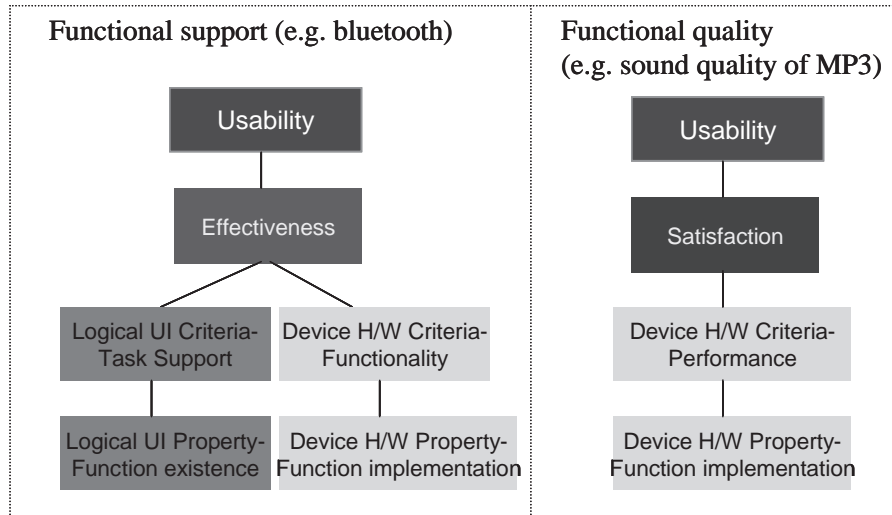 Functional support (e.g. bluetooth)
Usability
Effectiveness
Logical UI Criteria-
Task Support
Device H/W Criteria-
Functionality
Logical UI Property-
Function existence
Device H/W Property-
Function implementation
Functional quality
(e.g. sound quality of MP3)
Usability
Satisfaction
Device H/W Criteria-
Performance
Device H/W Property-
Function implementation